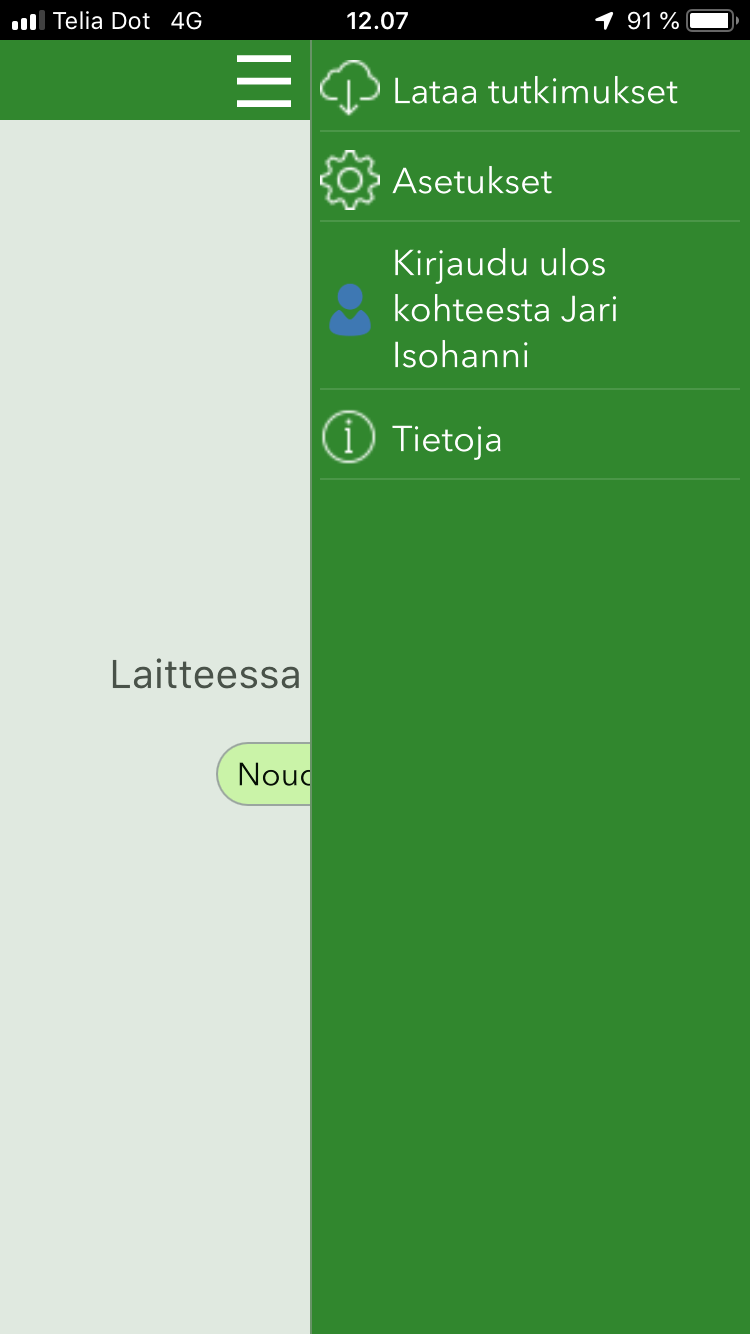 Telia Dot 4G 12.07 91 %
Lataa tutkimukset
Asetukset
Kirjaudu ulos
kohteesta Jari
Isohanni
Tietoja
Laitteessa